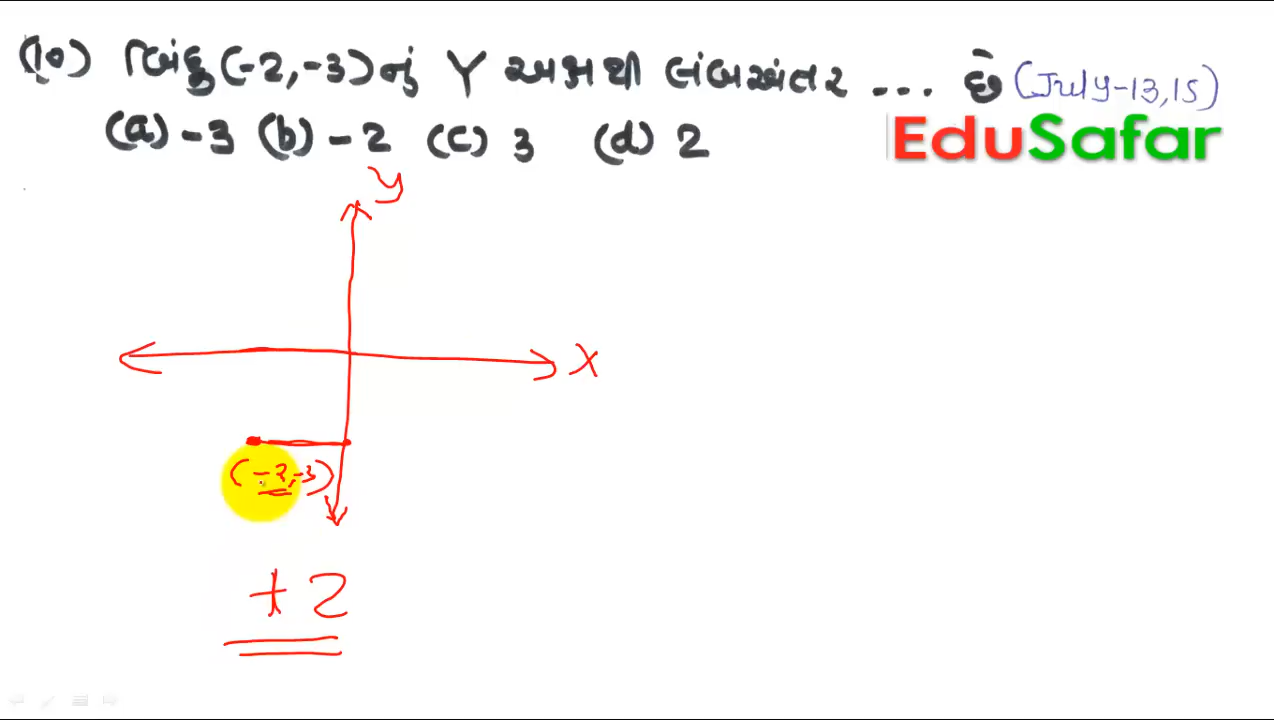 (10) બિંદુ (-2,-3) નું Y અક્ષથી લંબઅંતર ... છે (July-13,15)
(a) -3 (b) -2 (c) 3 (d) 2
EduSafar
y
X
(-2,-3)
+2